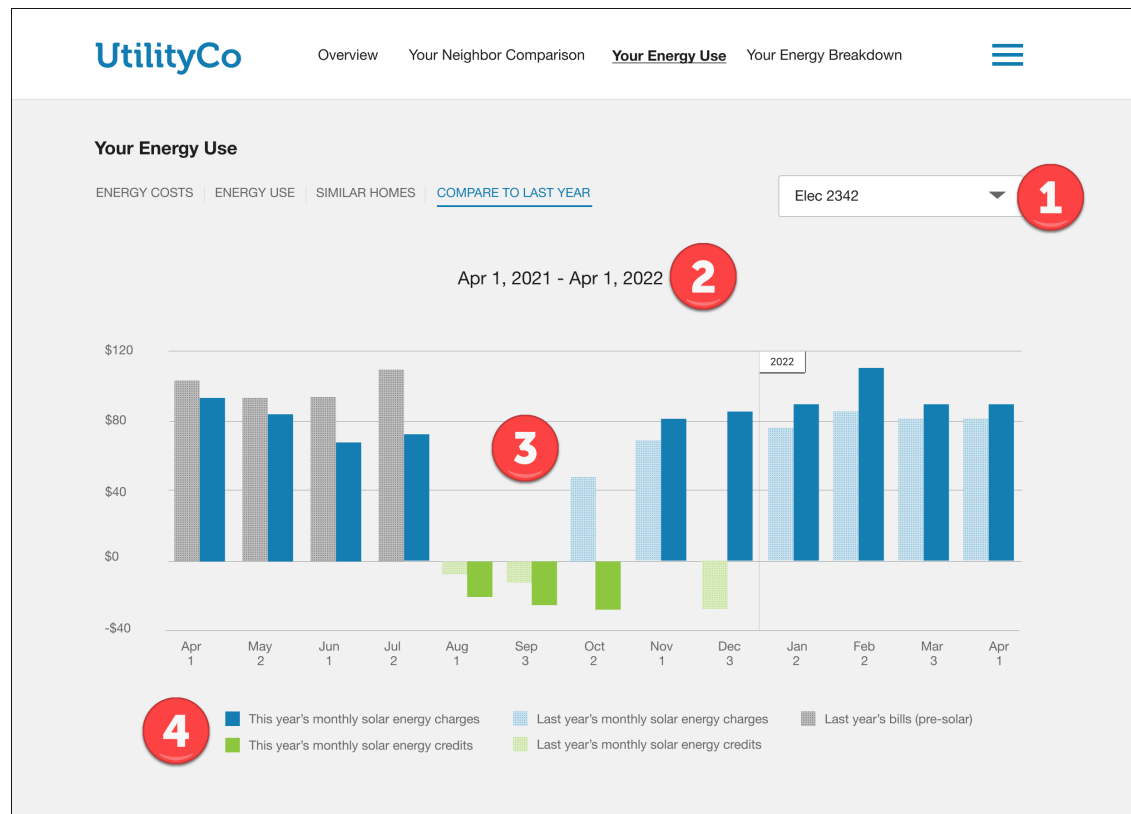 UtilityCo
Overview Your Neighbor Comparison Your Energy Use Your Energy Breakdown
Your Energy Use
ENERGY COSTS ENERGY USE SIMILAR HOMES COMPARE TO LAST YEAR
Elec 2342
1
Apr 1, 2021 - Apr 1, 2022
2
$120
2022
$80
3
$40
$0
-$40
Apr May Jun Jul Aug Sep Oct Nov Dec Jan Feb Mar Apr
1 2 1 2 1 3 2 1 3 2 2 3 1
4
This year's monthly solar energy charges Last year's monthly solar energy charges Last year's bills (pre-solar)
This year's monthly solar energy credits Last year's monthly solar energy credits